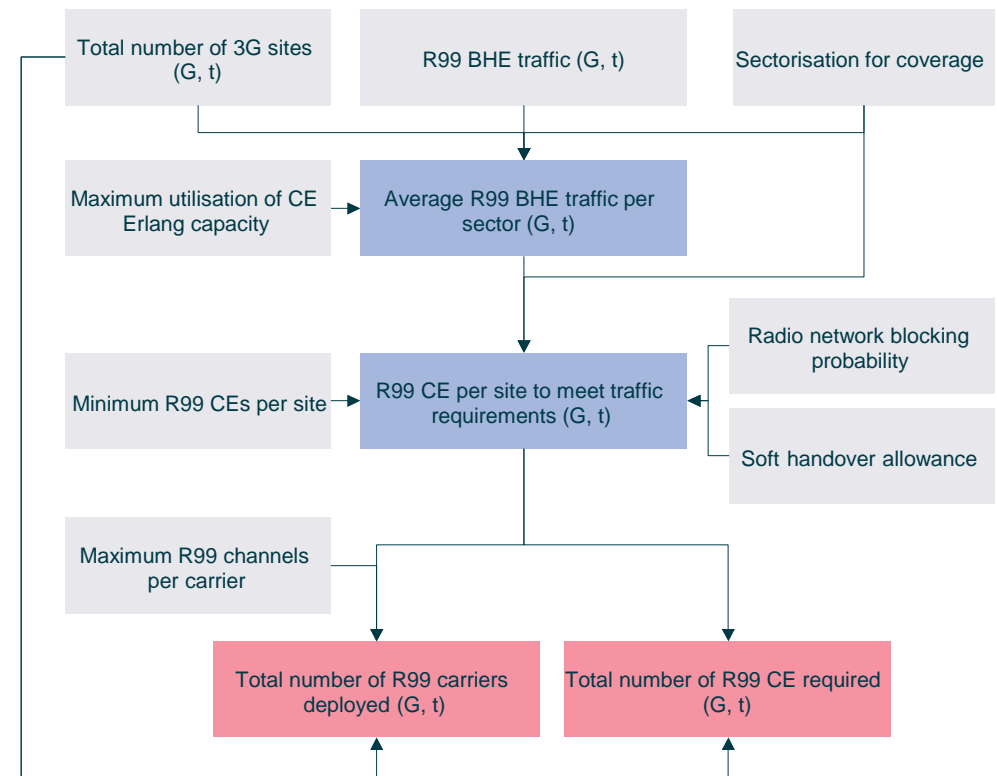 Total number of 3G sites
(G, t)
R99 BHE traffic (G, t)
Sectorisation for coverage
Maximum utilisation of CE
Erlang capacity
Average R99 BHE traffic per
sector (G, t)
Radio network blocking
probability
Minimum R99 CEs per site
R99 CE per site to meet traffic
requirements (G, t)
Soft handover allowance
Maximum R99 channels
per carrier
Total number of R99 carriers
deployed (G, t)
Total number of R99 CE required
(G, t)